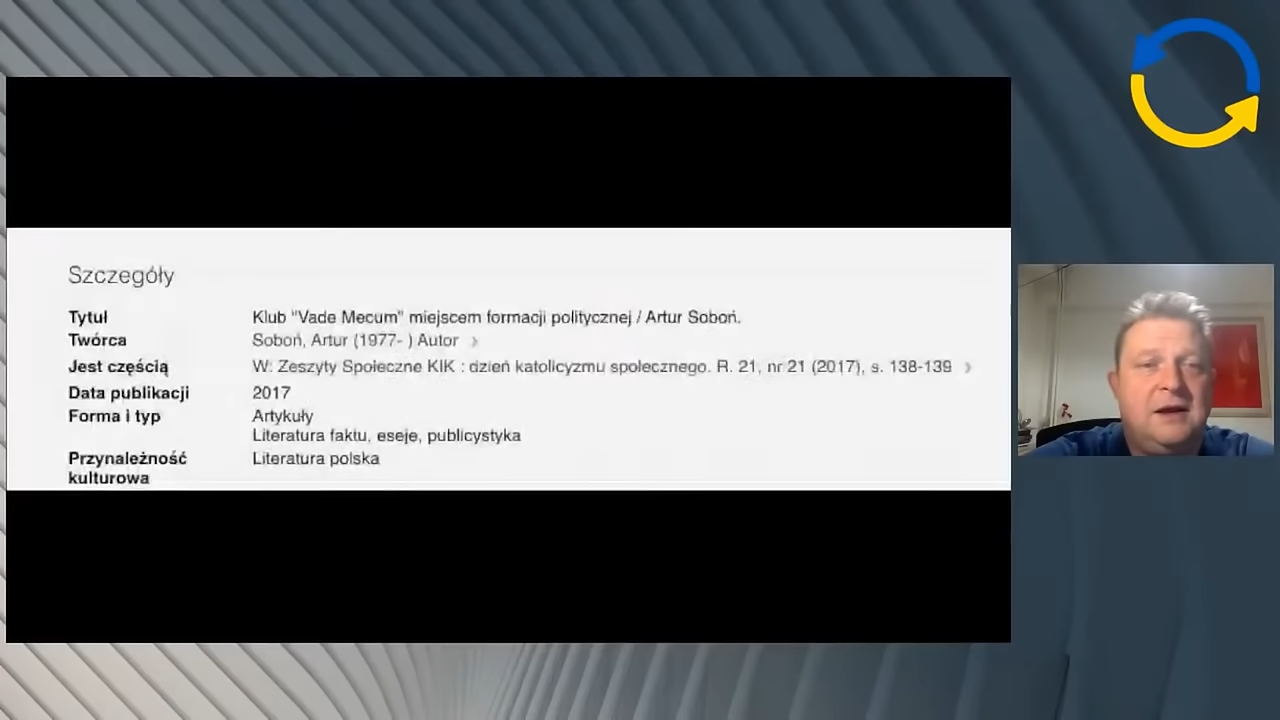 Szczegóły
Tytuł Klub "Vade Mecum" miejscem formacji politycznej / Artur Soboń.
Twórca Soboń, Artur (1977- ) Autor
Jest częścią W: Zeszyty Społeczne KIK : dzień katolicyzmu społecznego. R. 21, nr 21 (2017), s. 138-139
Data publikacji 2017
Forma i typ Artykuły
Literatura faktu, eseje, publicystyka
Przynależność Literatura polska
kulturowa